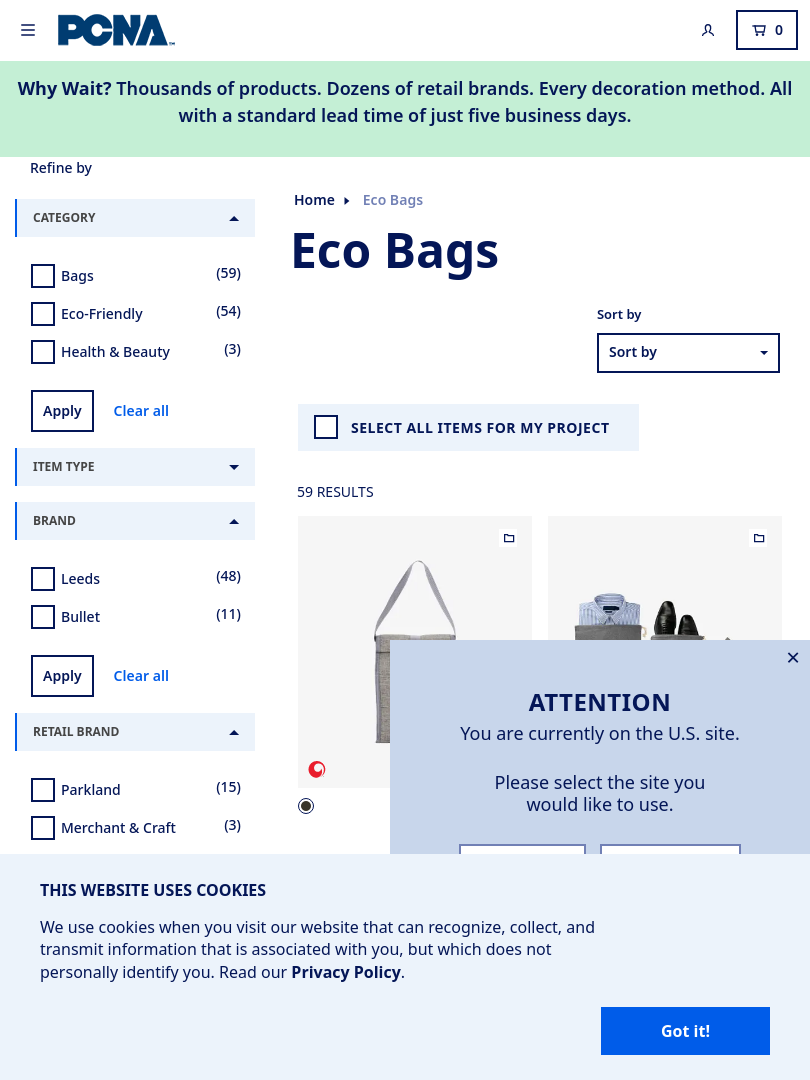 PCNA
0
Why Wait? Thousands of products. Dozens of retail brands. Every decoration method. All
with a standard lead time of just five business days.
Refine by
CATEGORY
Bags (59)
Eco-Friendly (54)
Health & Beauty (3)
Apply Clear all
ITEM TYPE
BRAND
Leeds (48)
Bullet (11)
Apply Clear all
RETAIL BRAND
Parkland (15)
Merchant & Craft (3)
Home Eco Bags
Eco Bags
Sort by
Sort by
SELECT ALL ITEMS FOR MY PROJECT
59 RESULTS
ATTENTION
You are currently on the U.S. site.
Please select the site you
would like to use.
THIS WEBSITE USES COOKIES
We use cookies when you visit our website that can recognize, collect, and
transmit information that is associated with you, but which does not
personally identify you. Read our Privacy Policy.
Got it!